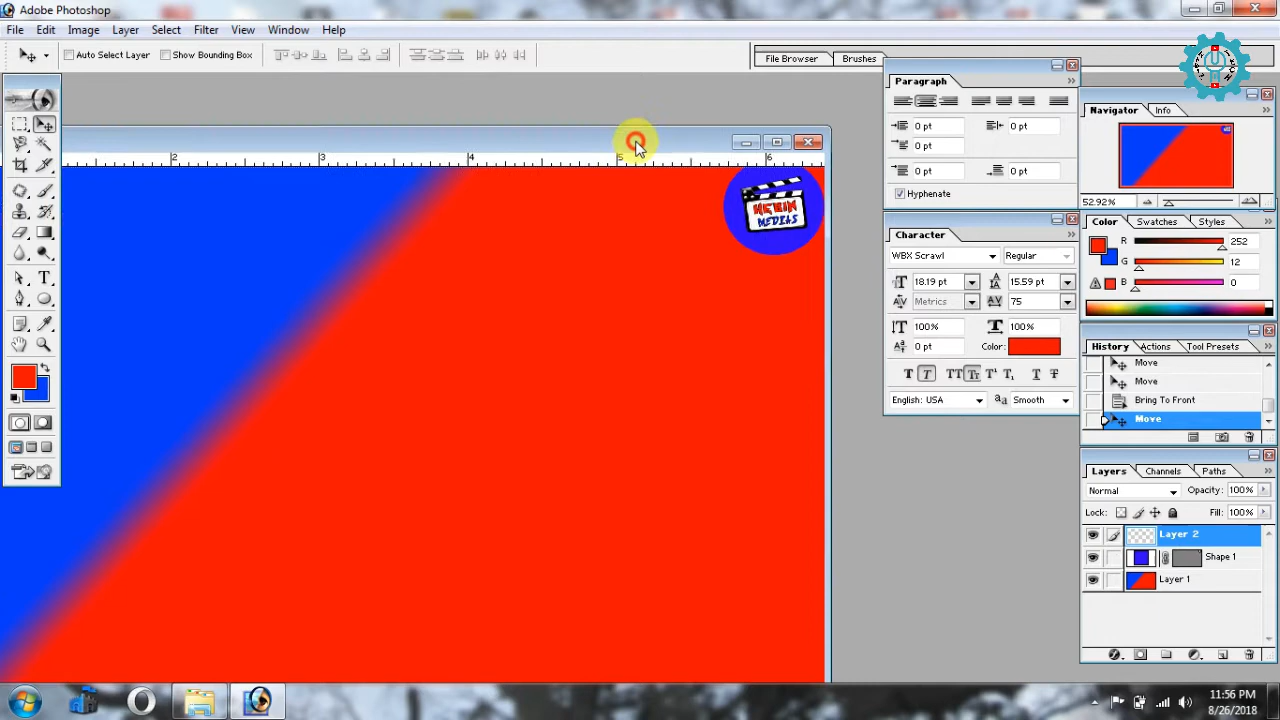 Adobe Photoshop
File Edit Image Layer Select Filter View Window Help
Auto Select Layer Show Bounding Box File Browser Brushes
Paragraph
0 pt 0 pt
0 pt
0 pt 0 pt
Hyphenate
Navigator Info
52.92%
2 3 4 5 6
MEDIAS
Character
WBX Scrawl Regular
18.19 pt 15.59 pt
Metrics 75
100% 100%
0 pt Color:
English: USA aa Smooth
Color Swatches Styles
R 252
G 12
B 0
History Actions Tool Presets
Move
Move
Bring To Front
Move
Layers Channels Paths
Normal Opacity: 100%
Lock: Fill: 100%
Layer 2
Shape 1
Layer 1
11:56 PM
8/26/2018